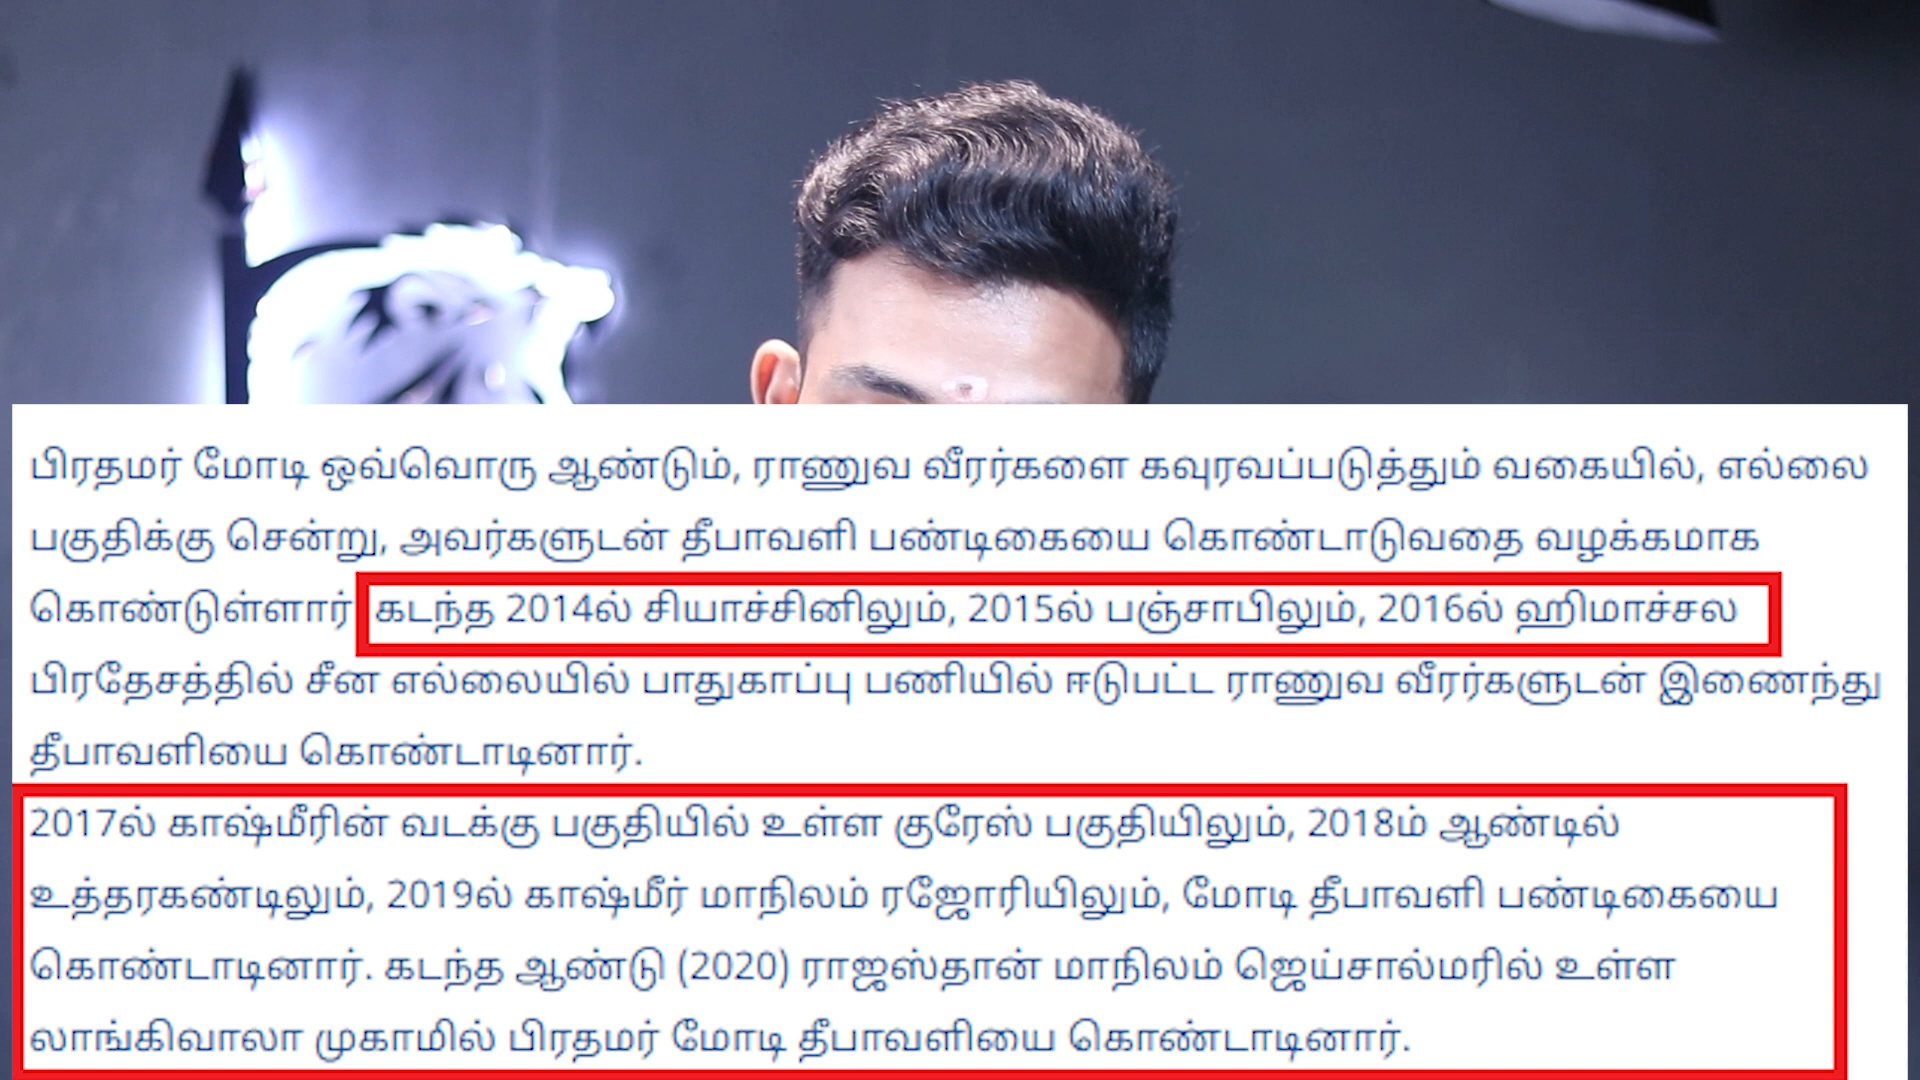 பிரதமர் மோடி ஒவ்வொரு ஆண்டும், ராணுவ வீரர்களை கவுரவப்படுத்தும் வகையில், எல்லை
பகுதிக்கு சென்று, அவர்களுடன் தீபாவளி பண்டிகையை கொண்டாடுவதை வழக்கமாக
கொண்டுள்ளார் கடந்த 2014ல் சியாச்சினிலும், 2015ல் பஞ்சாபிலும், 2016ல் ஹிமாச்சல
பிரதேசத்தில் சீன எல்லையில் பாதுகாப்பு பணியில் ஈடுபட்ட ராணுவ வீரர்களுடன் இணைந்து
தீபாவளியை கொண்டாடினார்.
2017ல் காஷ்மீரின் வடக்கு பகுதியில் உள்ள குரேஸ் பகுதியிலும், 2018ம் ஆண்டில்
உத்தரகண்டிலும், 2019ல் காஷ்மீர் மாநிலம் ரஜோரியிலும், மோடி தீபாவளி பண்டிகையை
கொண்டாடினார். கடந்த ஆண்டு (2020) ராஜஸ்தான் மாநிலம் ஜெய்சால்மரில் உள்ள
லாங்கிவாலா முகாமில் பிரதமர் மோடி தீபாவளியை கொண்டாடினார்.